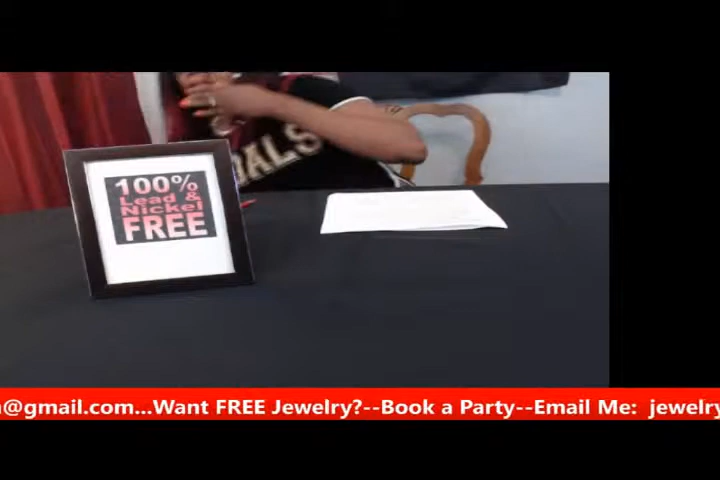 100%
Lead &
Nickel
FREE
@gmail.com...Want FREE Jewelry?--Book a Party--Email Me: jewelry